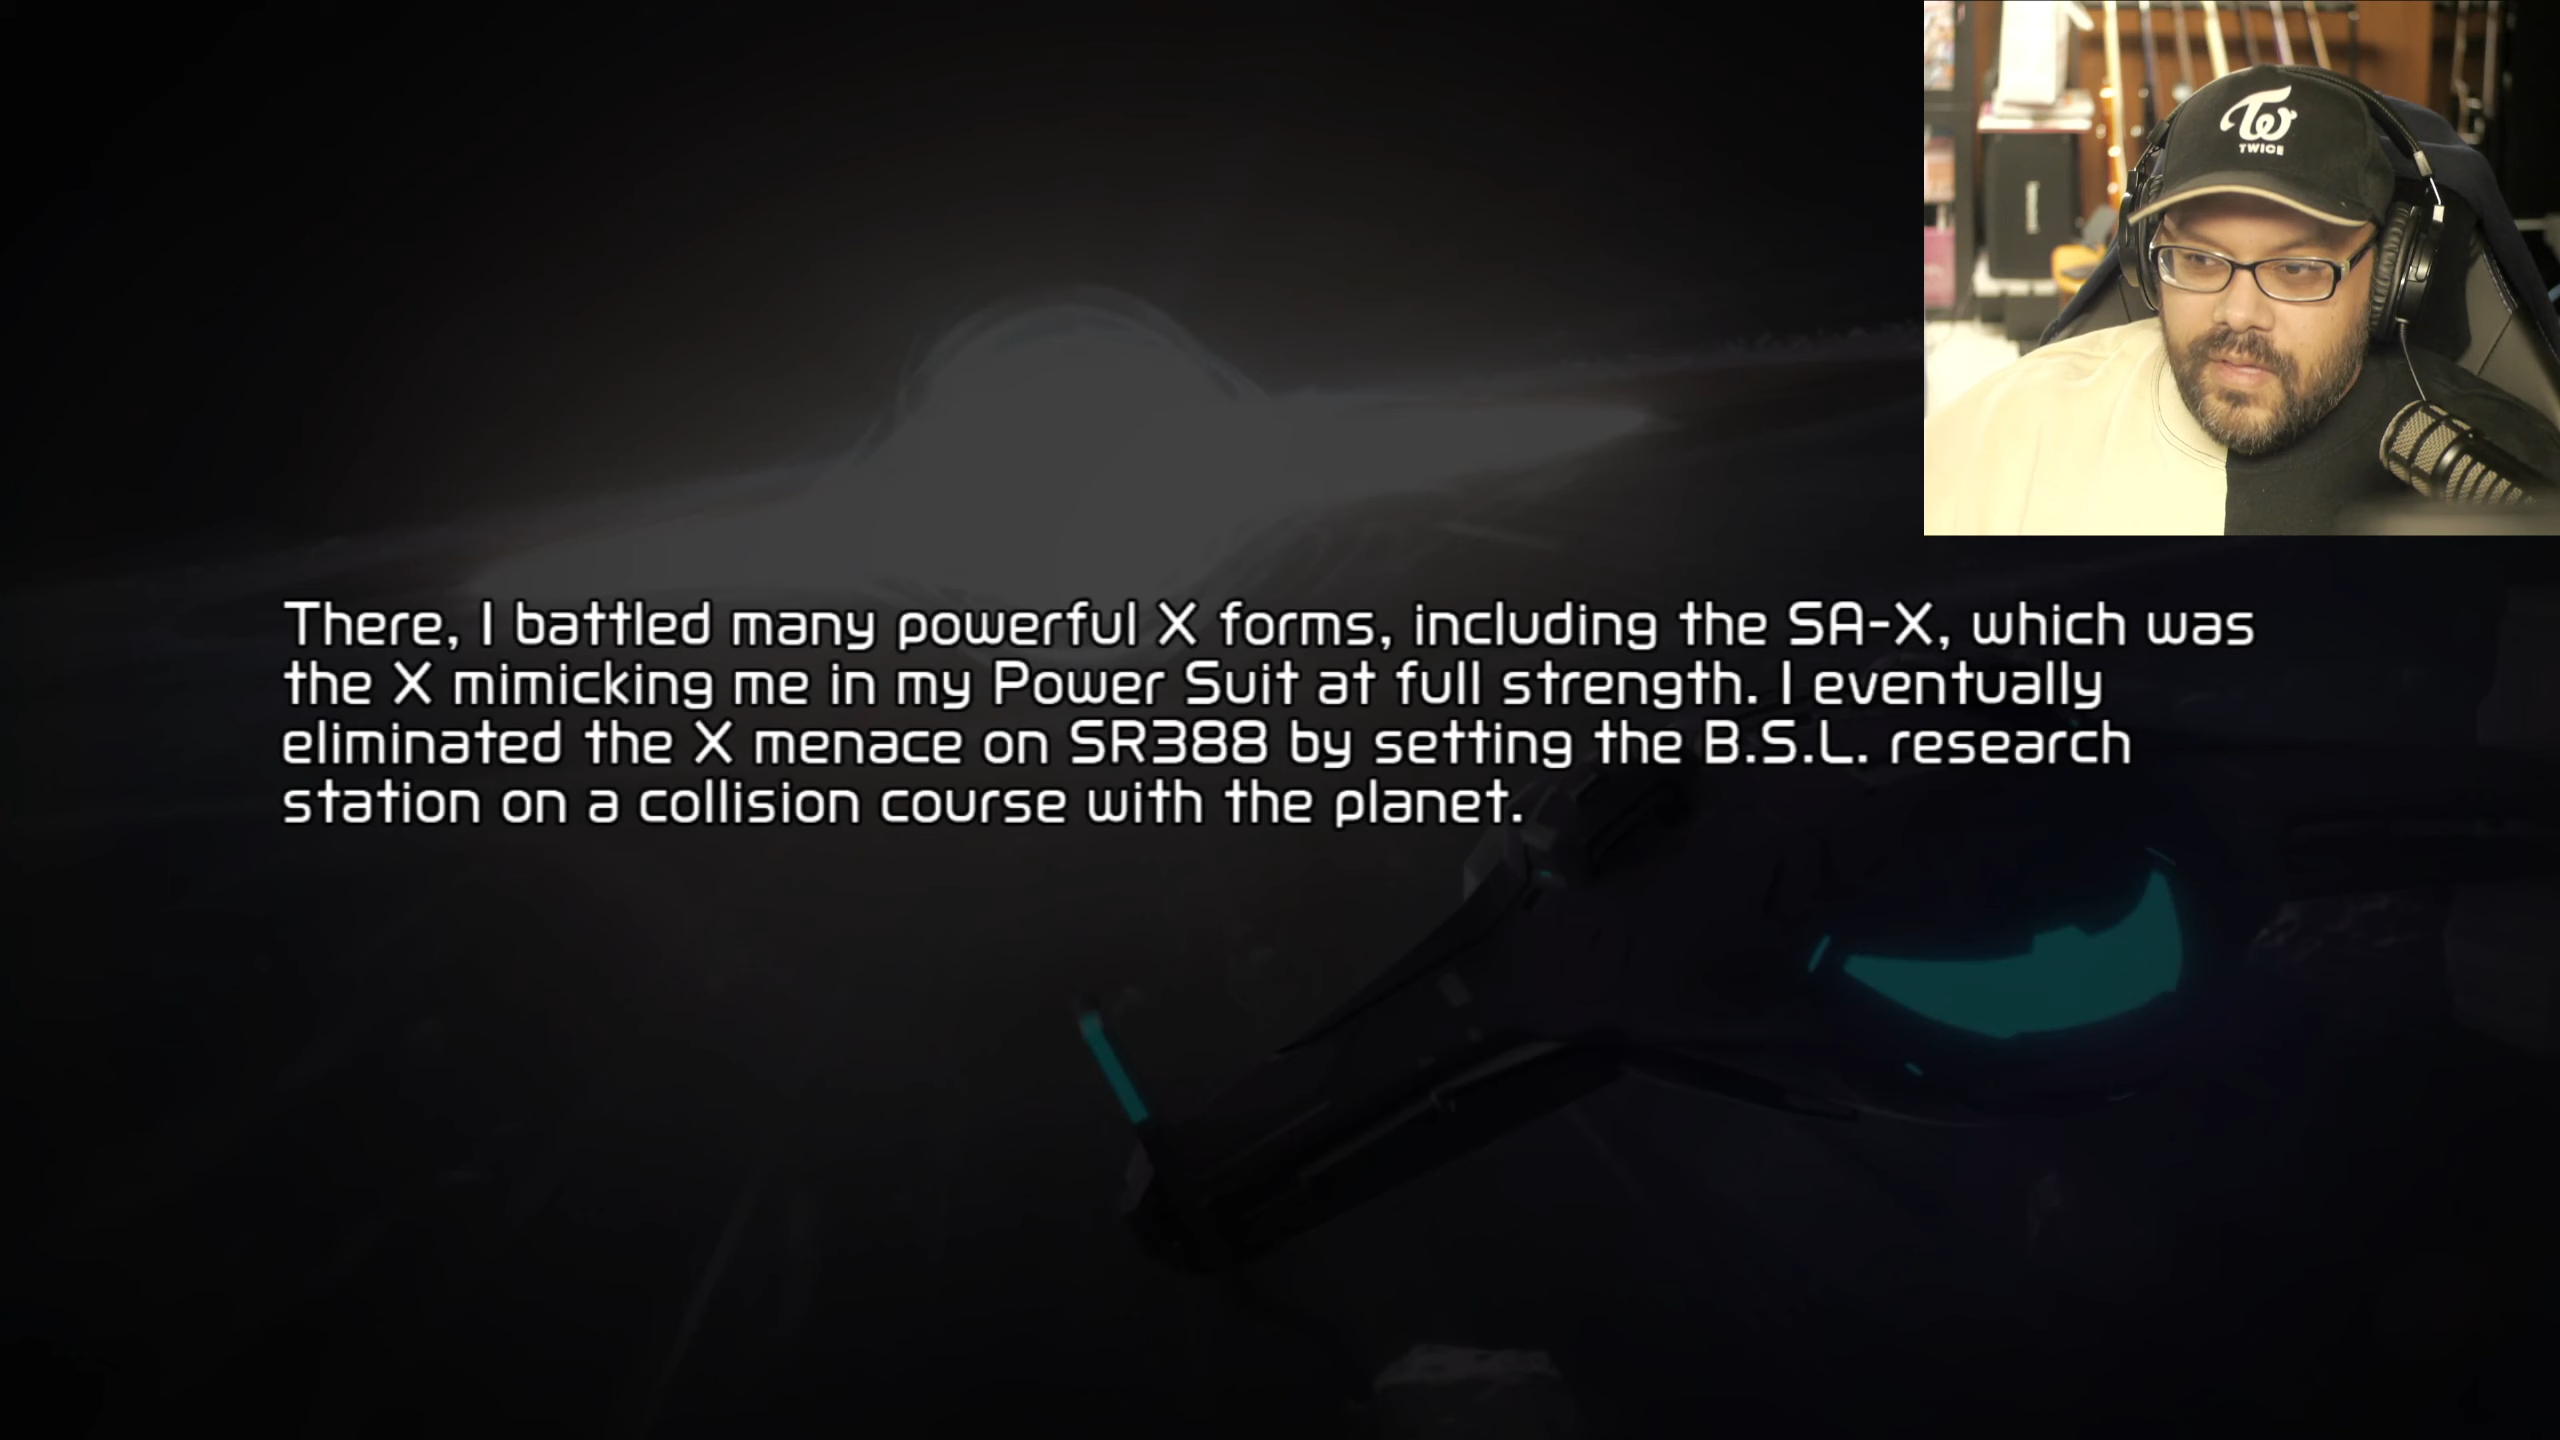 TWICE
There, I battled many powerful X forms, including the SA-X, which was
the X mimicking me in my Power Suit at full strength. I eventually
eliminated the X menace on SR388 by setting the B.S.L. research
station on a collision course with the planet.